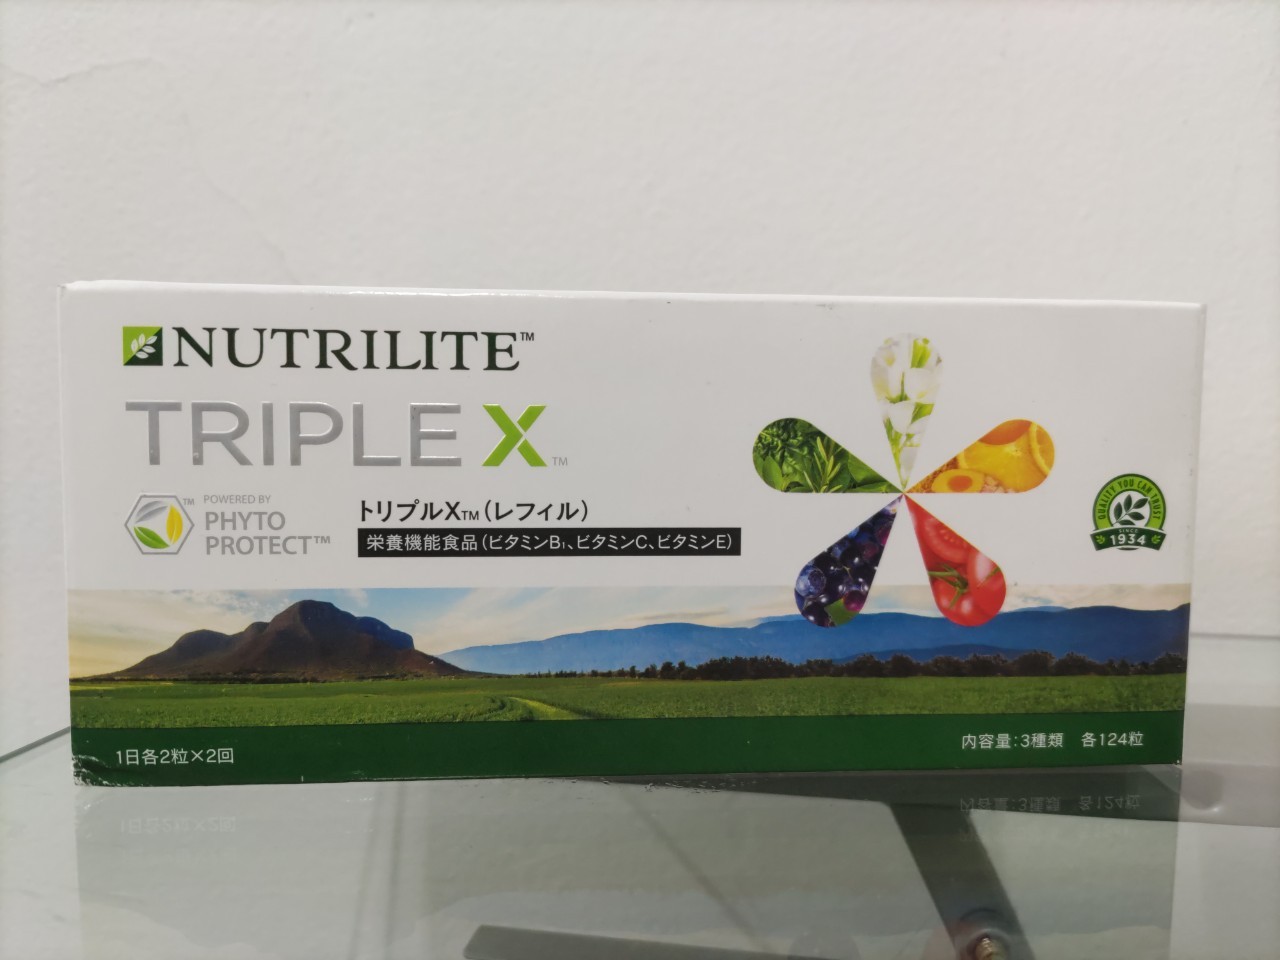 NUTRILITE™
TRIPLE X™
POWERED BY
PHYTO
PROTECT™
トリプルX™(レフィル)
栄養機能食品(ビタミンB₁、ビタミンC、ビタミンE)
QUALITY YOU CAN TRUST
SINCE
1934
1日各2粒×2回
内容量:3種類 各124粒